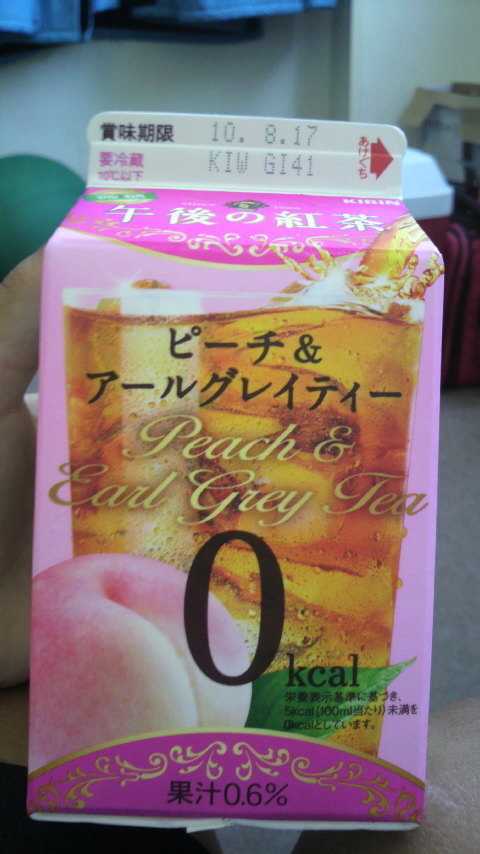 賞味期限 10. 8.17
要冷蔵 KIW GI41
10℃以下
あけぐち
KIRIN
午後の紅茶
ピーチ&
アールグレイティー
Peach &
Earl Grey Tea
0kcal
栄養表示基準に基づき、
5kcal(100ml当たり)未満を
0kcalとしています。
果汁0.6%